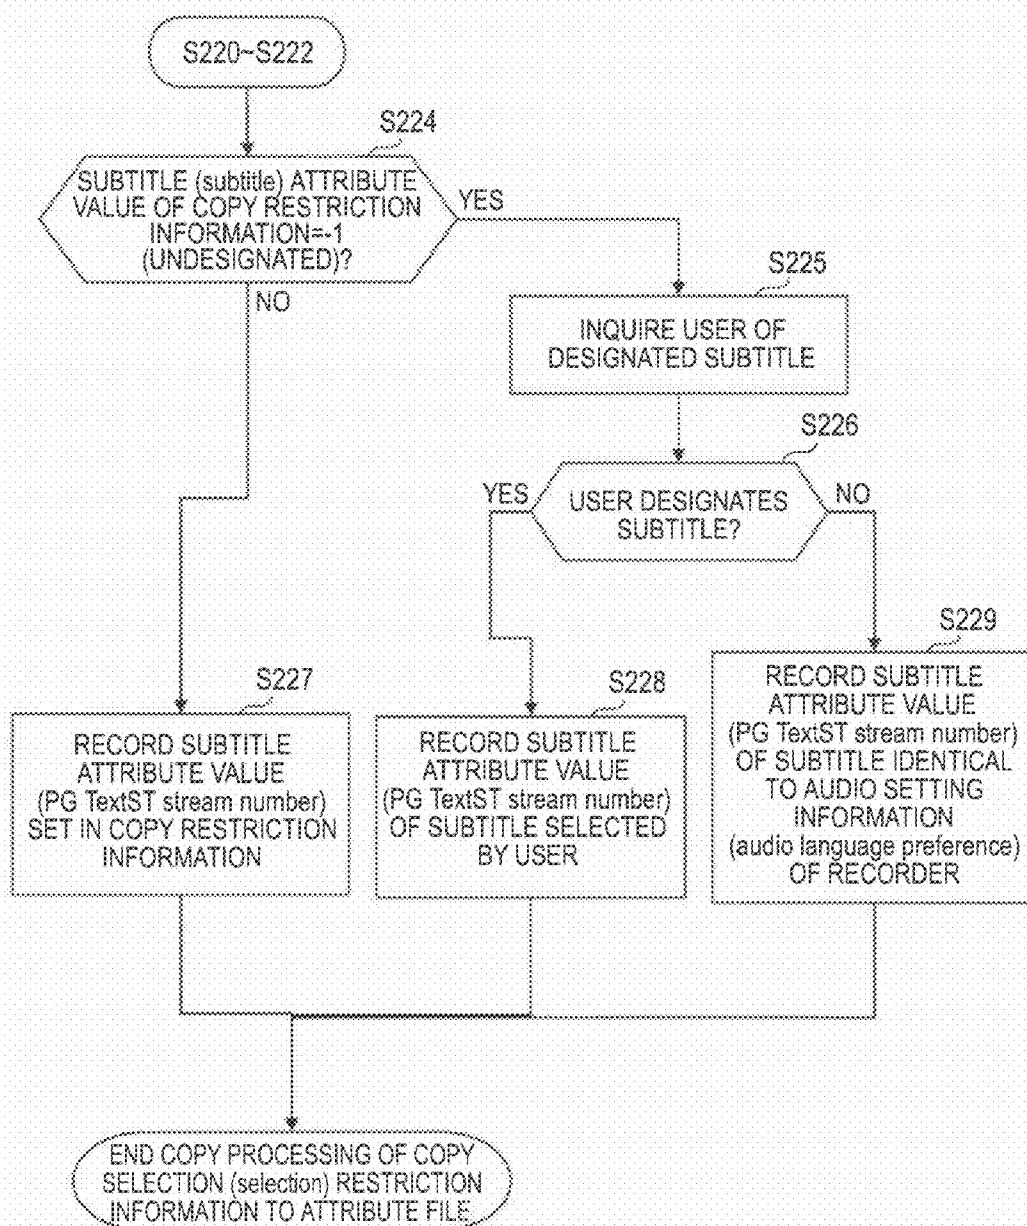 S220~S222
S224
SUBTITLE (subtitle) ATTRIBUTE
VALUE OF COPY RESTRICTION
INFORMATION=-1
(UNDESIGNATED)?
YES
NO
S225
INQUIRE USER OF
DESIGNATED SUBTITLE
S226
YES
USER DESIGNATES
SUBTITLE?
NO
S227
RECORD SUBTITLE
ATTRIBUTE VALUE
(PG TextST stream number)
SET IN COPY RESTRICTION
INFORMATION
S228
RECORD SUBTITLE
ATTRIBUTE VALUE
(PG TextST stream number)
OF SUBTITLE SELECTED
BY USER
S229
RECORD SUBTITLE
ATTRIBUTE VALUE
(PG TextST stream number)
OF SUBTITLE IDENTICAL
TO AUDIO SETTING
INFORMATION
(audio language preference)
OF RECORDER
END COPY PROCESSING OF COPY
SELECTION (selection) RESTRICTION
INFORMATION TO ATTRIBUTE FILE